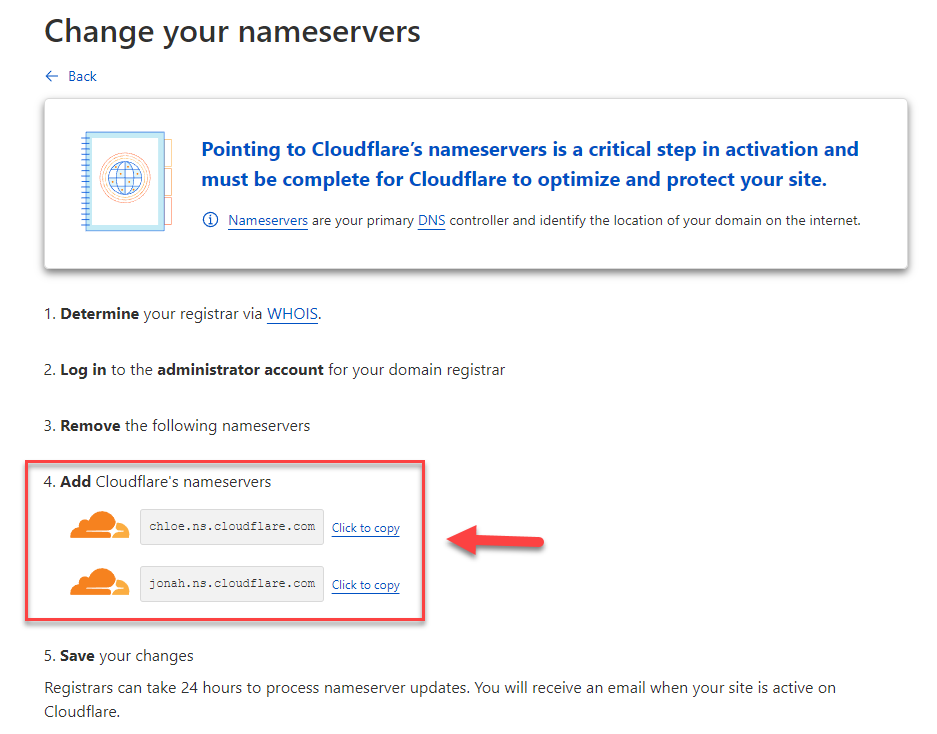 Change your nameservers
← Back
Pointing to Cloudflare’s nameservers is a critical step in activation and
must be complete for Cloudflare to optimize and protect your site.
Nameservers are your primary DNS controller and identify the location of your domain on the internet.
1. Determine your registrar via WHOIS.
2. Log in to the administrator account for your domain registrar
3. Remove the following nameservers
4. Add Cloudflare's nameservers
chloe.ns.cloudflare.com Click to copy
jonah.ns.cloudflare.com Click to copy
5. Save your changes
Registrars can take 24 hours to process nameserver updates. You will receive an email when your site is active on
Cloudflare.